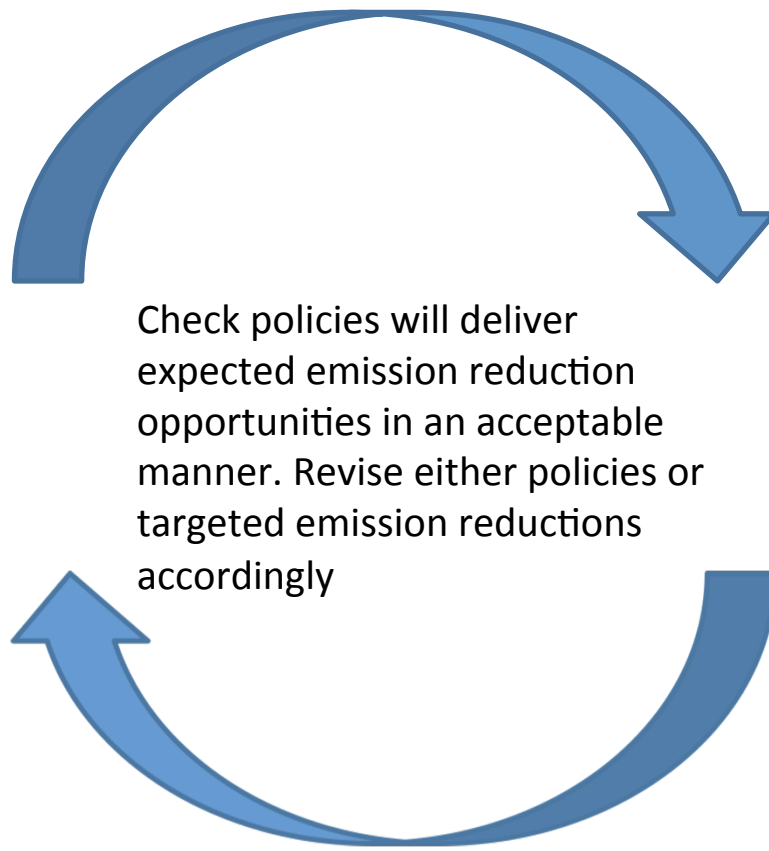 Check policies will deliver
expected emission reduction
opportunities in an acceptable
manner. Revise either policies or
targeted emission reductions
accordingly